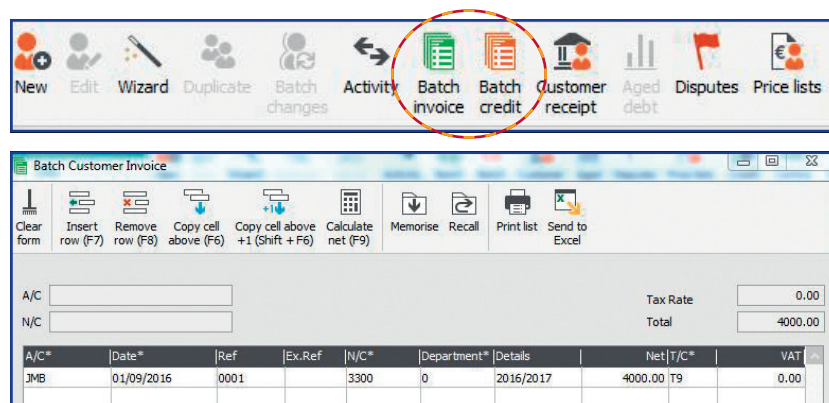 New Edit Wizard Duplicate Batch changes Activity Batch invoice Batch credit Customer receipt Aged debt Disputes Price lists
Batch Customer Invoice
Clear form Insert row (F7) Remove row (F8) Copy cell above (F6) Copy cell above +1 (Shift + F6) Calculate net (F9) Memorise Recall Print list Send to Excel
A/C Tax Rate 0.00
N/C Total 4000.00
A/C* Date* Ref Ex.Ref N/C* Department* Details Net T/C* VAT
JMB 01/09/2016 0001 3300 0 2016/2017 4000.00 T9 0.00